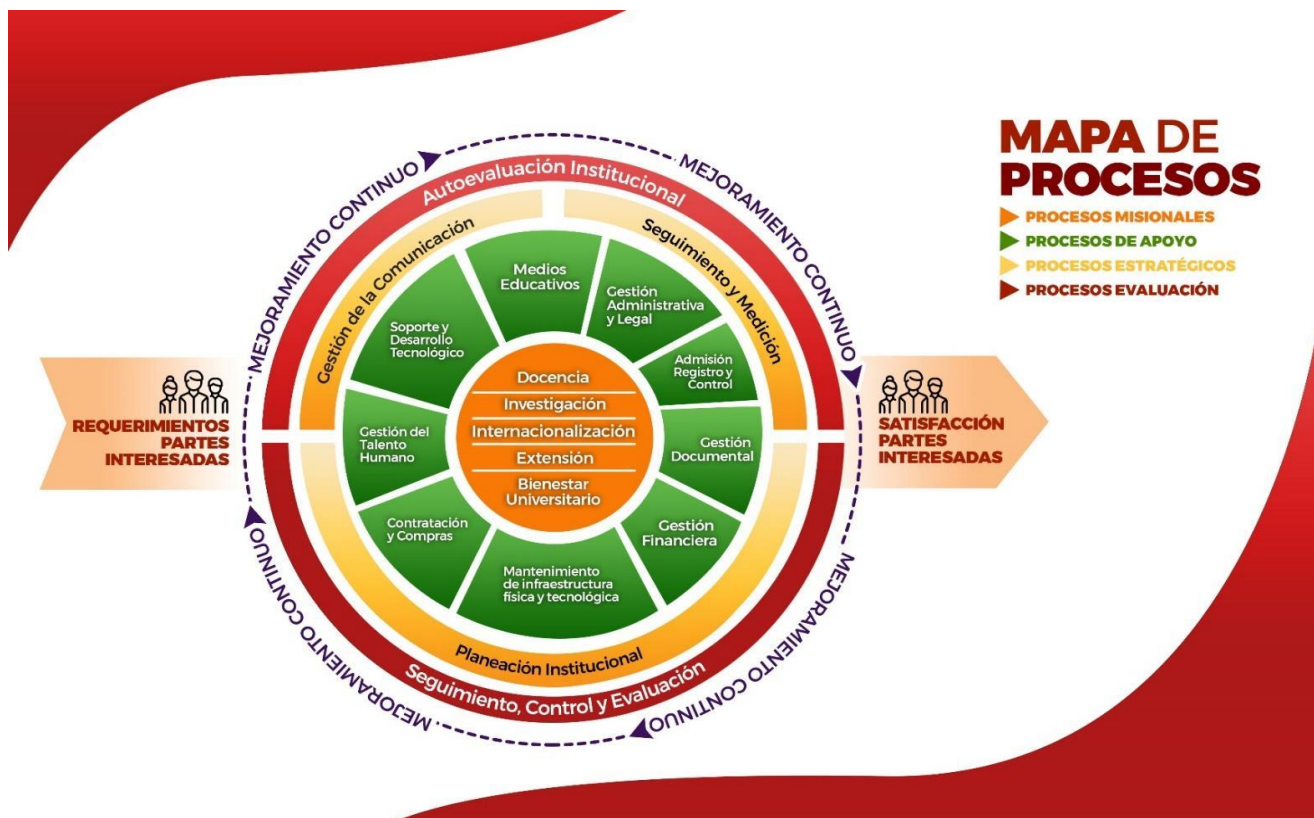 MAPA DE
PROCESOS
PROCESOS MISIONALES
PROCESOS DE APOYO
PROCESOS ESTRATÉGICOS
PROCESOS EVALUACIÓN
REQUERIMIENTOS
PARTES
INTERESADAS
MEJORAMIENTO CONTINUO
MEJORAMIENTO CONTINUO
MEJORAMIENTO CONTINUO
MEJORAMIENTO CONTINUO
Autoevaluación Institucional
Gestión de la Comunicación
Seguimiento y Medición
Medios
Educativos
Gestión
Administrativa
y Legal
Admisión
Registro y
Control
Gestión
Documental
Gestión
Financiera
Mantenimiento
de infraestructura
física y tecnológica
Contratación
y Compras
Gestión del
Talento
Humano
Soporte y
Desarrollo
Tecnológico
Docencia
Investigación
Internacionalización
Extensión
Bienestar
Universitario
Planeación Institucional
Seguimiento, Control y Evaluación
SATISFACCIÓN
PARTES
INTERESADAS